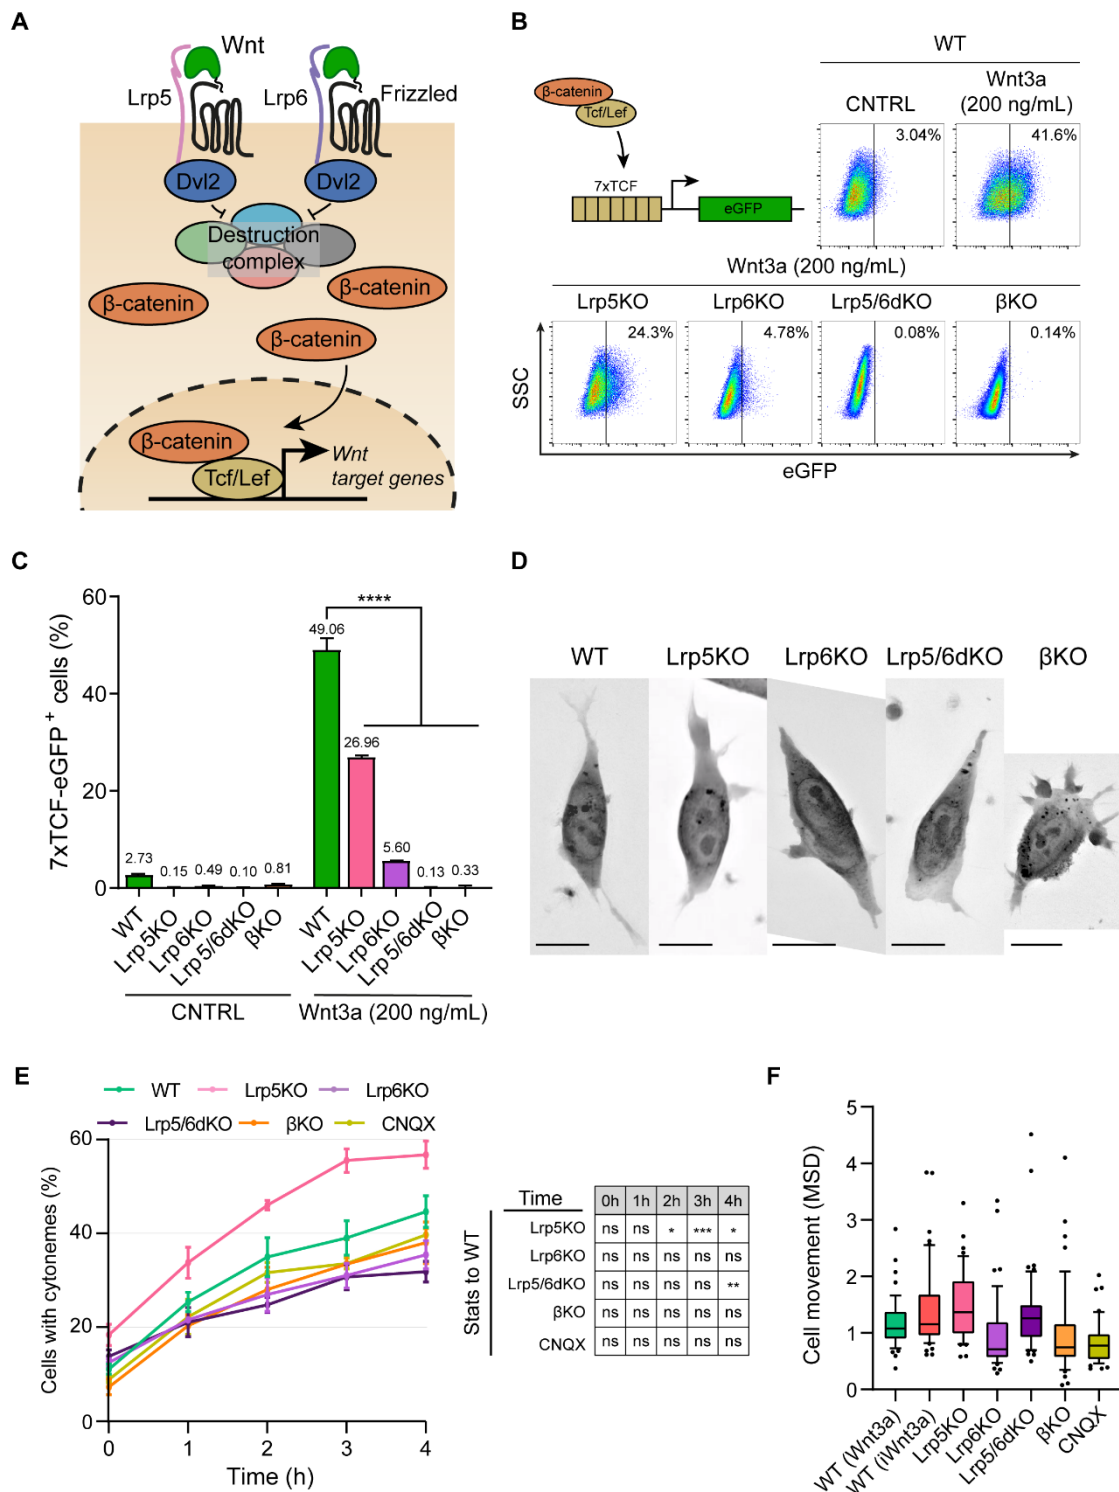 A
Wnt
Lrp5
Lrp6
Frizzled
Dvl2
Dvl2
Destruction
complex
β-catenin
β-catenin
β-catenin
β-catenin
Tcf/Lef
Wnt
target genes
B
WT
β-catenin
Tcf/Lef
CNTRL
Wnt3a
(200 ng/mL)
3.04%
41.6%
7xTCF
eGFP
Wnt3a (200 ng/mL)
Lrp5KO
Lrp6KO
Lrp5/6dKO
βKO
24.3%
4.78%
0.08%
0.14%
SSC
eGFP
C
7xTCF-eGFP+ cells (%)
60
40
20
0
****
2.73
0.15
0.49
0.10
0.81
49.06
26.96
5.60
0.13
0.33
WT
Lrp5KO
Lrp6KO
Lrp5/6dKO
βKO
WT
Lrp5KO
Lrp6KO
Lrp5/6dKO
βKO
CNTRL
Wnt3a (200 ng/mL)
D
WT
Lrp5KO
Lrp6KO
Lrp5/6dKO
βKO
E
WT
Lrp5KO
Lrp6KO
Lrp5/6dKO
βKO
CNQX
Cells with cytonemes (%)
60
40
20
0
0
1
2
3
4
Time (h)
Stats to WT
Time 0h 1h 2h 3h 4h
Lrp5KO ns ns * *** *
Lrp6KO ns ns ns ns ns
Lrp5/6dKO ns ns ns ns **
βKO ns ns ns ns ns
CNQX ns ns ns ns ns
F
Cell movement (MSD)
5
4
3
2
1
0
WT (Wnt3a)
WT (iWnt3a)
Lrp5KO
Lrp6KO
Lrp5/6dKO
βKO
CNQX